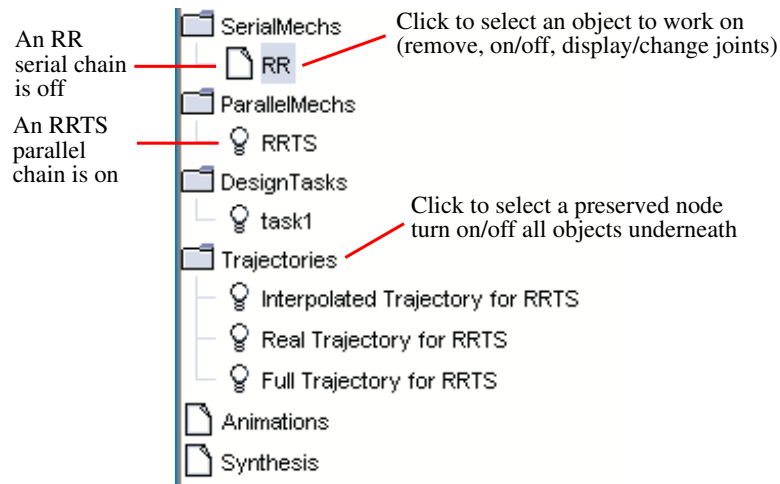 An RR
serial chain
is off
An RRTS
parallel
chain is on
SerialMechs
RR
ParallelMechs
RRTS
DesignTasks
task1
Trajectories
Interpolated Trajectory for RRTS
Real Trajectory for RRTS
Full Trajectory for RRTS
Animations
Synthesis
Click to select an object to work on
(remove, on/off, display/change joints)
Click to select a preserved node
turn on/off all objects underneath